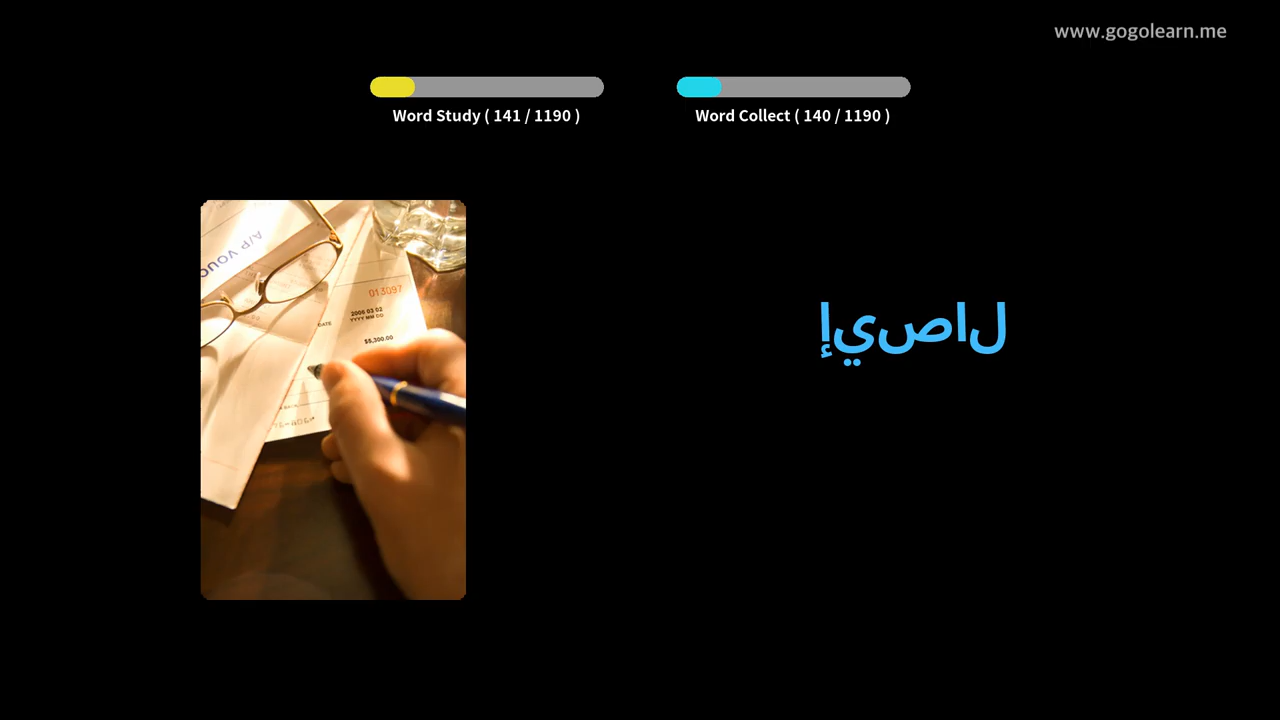 www.gogolearn.me
Word Study ( 141 / 1190 )
Word Collect ( 140 / 1190 )
إيصال
A/P VOUC
013097
DATE
2006 03 02
YYYY MM DD
$5,300.00